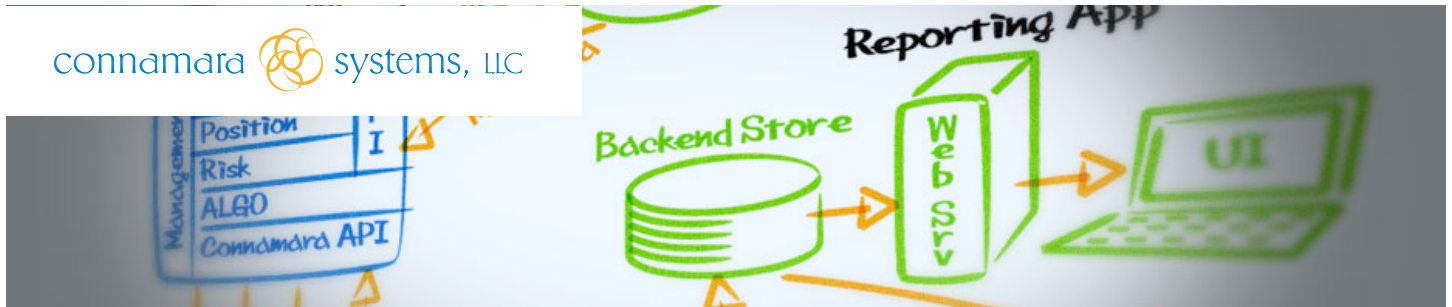 connamara systems, LLC
Reporting App
Backend Store
Web Srv
UI
Management
Position
I
Risk
ALGO
Connamara API